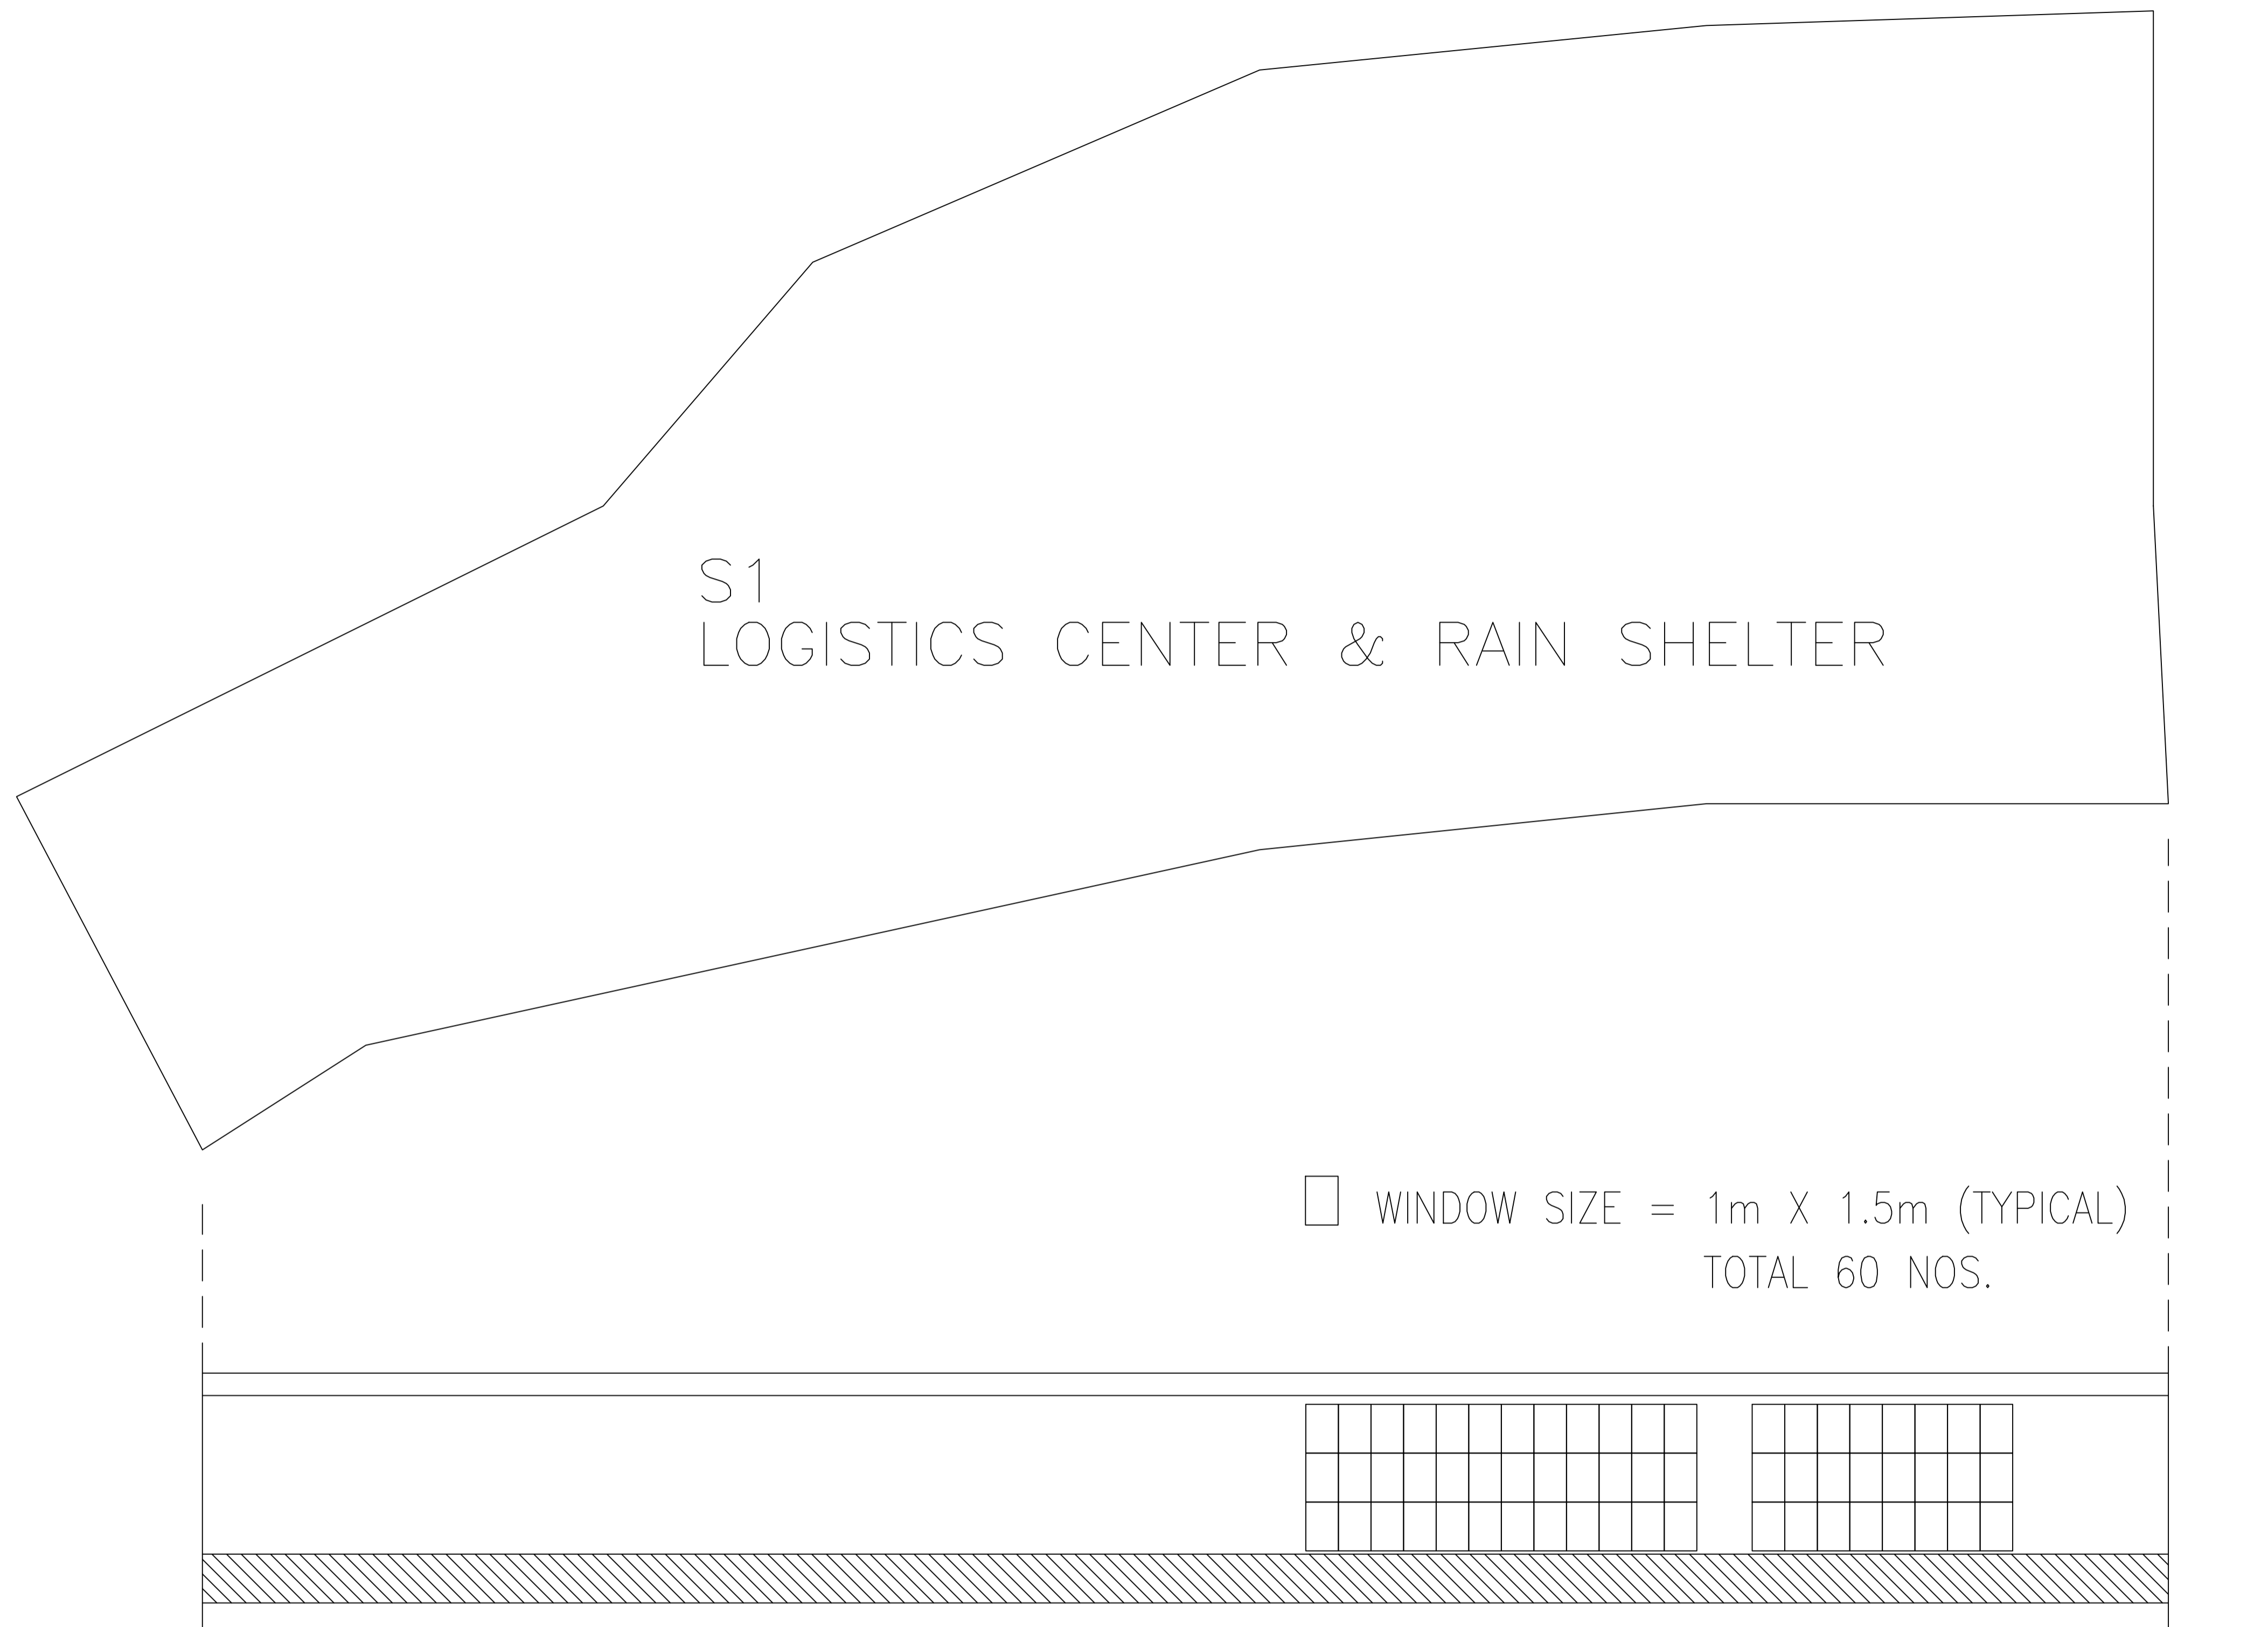 S1
LOGISTICS CENTER & RAIN SHELTER
WINDOW SIZE = 1m X 1.5m (TYPICAL)
TOTAL 60 NOS.